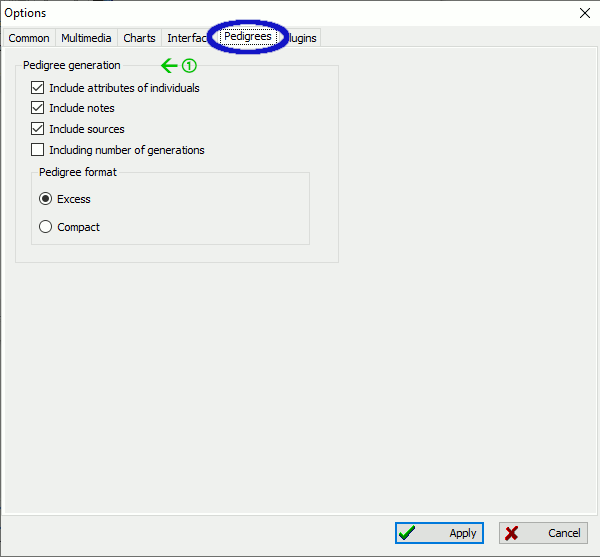 Options
Common Multimedia Charts Interfac Pedigrees lugins
Pedigree generation ①
Include attributes of individuals
Include notes
Include sources
Including number of generations
Pedigree format
Excess
Compact
Apply Cancel